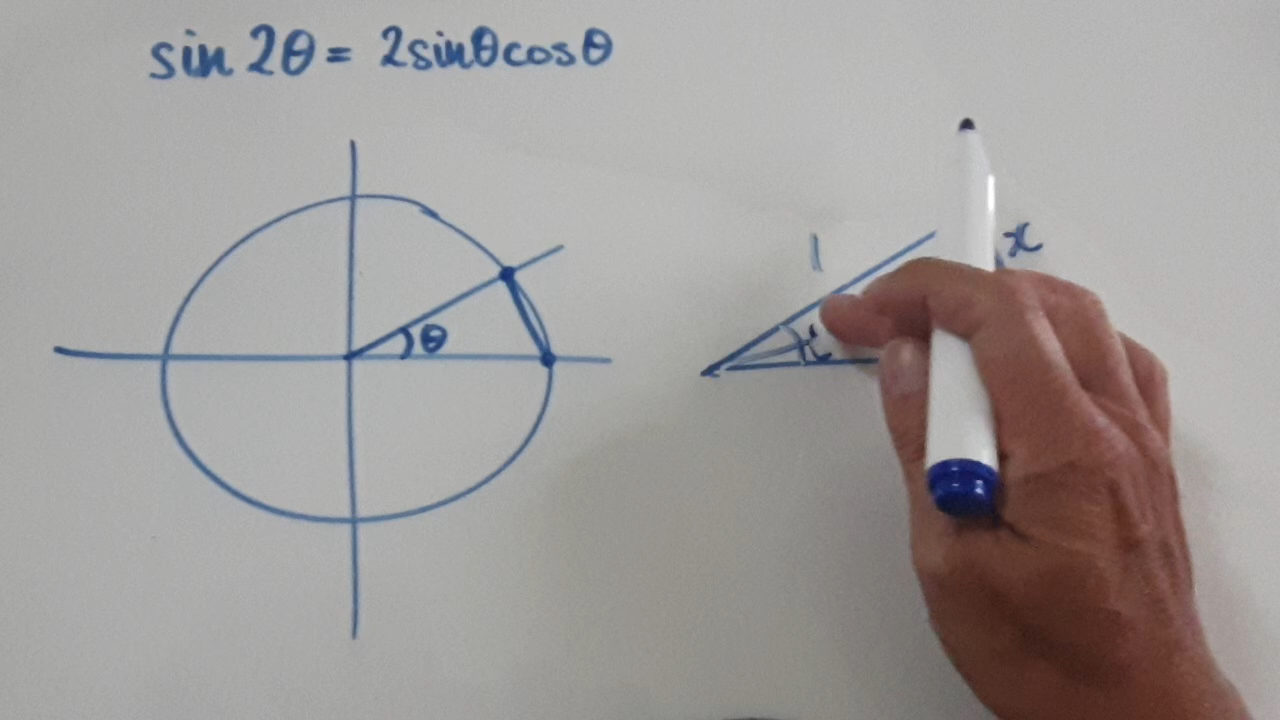 sin 2θ = 2sinθcosθ
θ
1
x